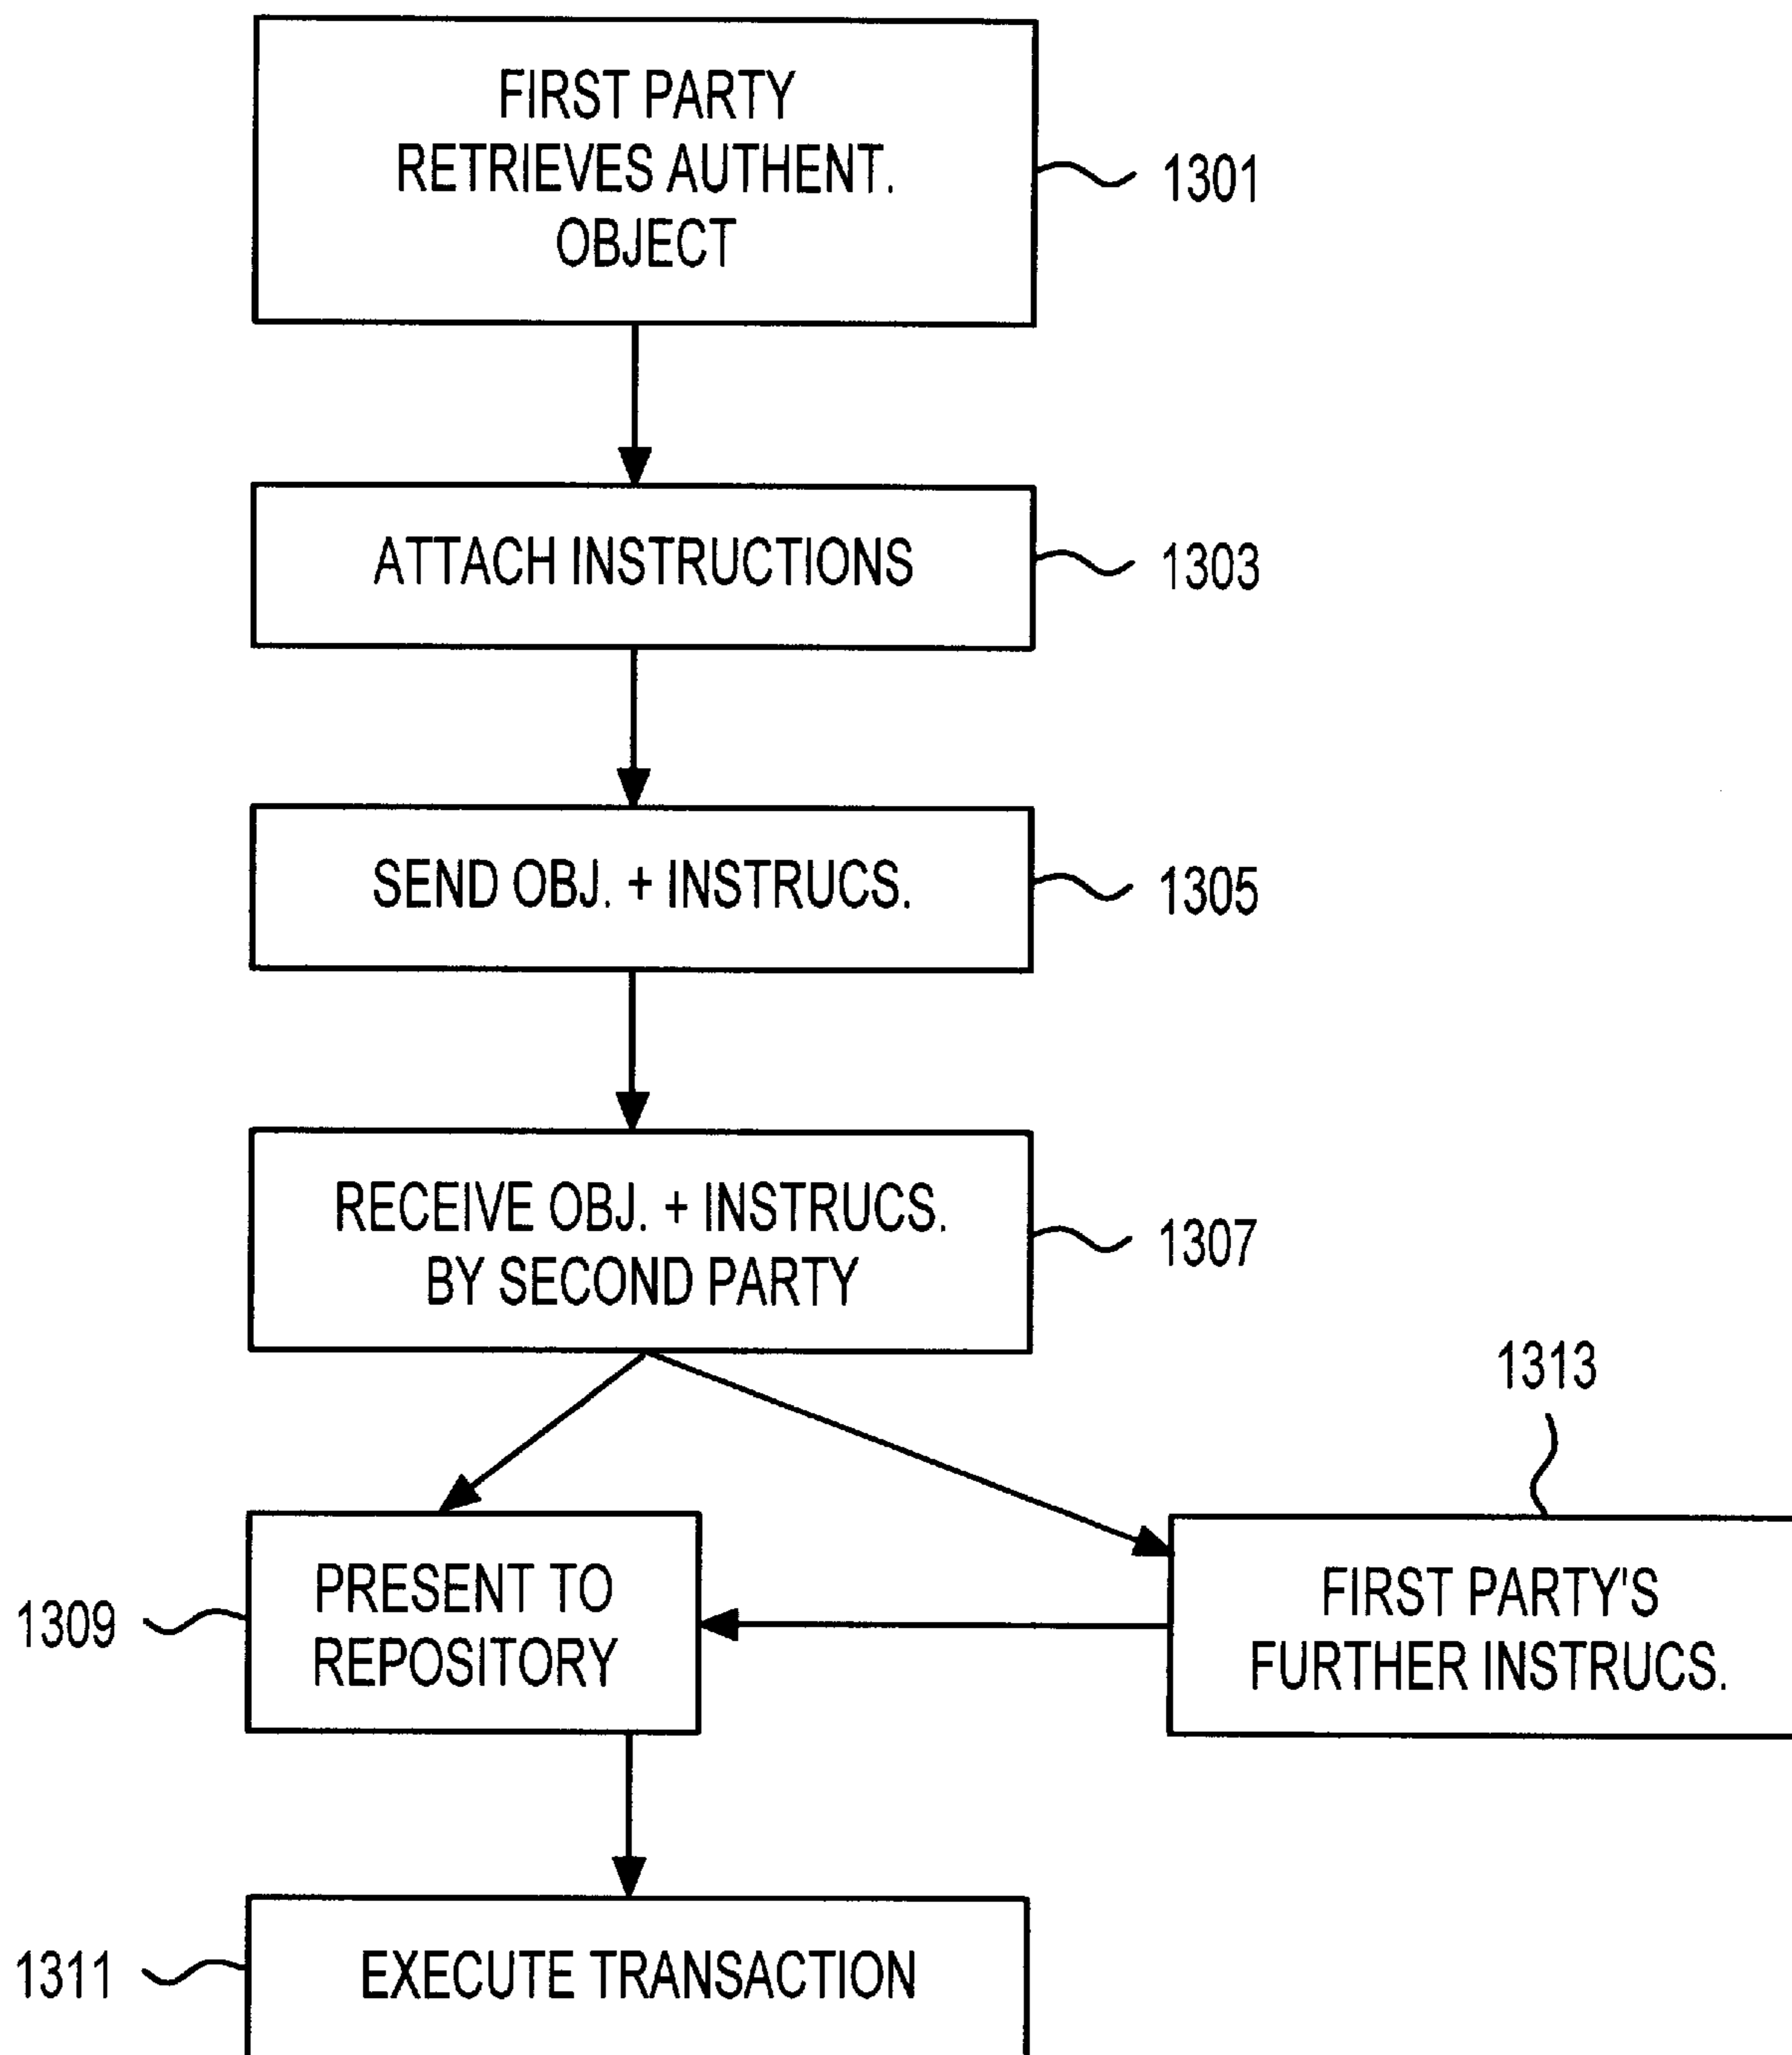 FIRST PARTY
RETRIEVES AUTHENT.
OBJECT
1301
ATTACH INSTRUCTIONS
1303
SEND OBJ. + INSTRUCS.
1305
RECEIVE OBJ. + INSTRUCS.
BY SECOND PARTY
1307
1313
1309
PRESENT TO
REPOSITORY
FIRST PARTY'S
FURTHER INSTRUCS.
1311
EXECUTE TRANSACTION